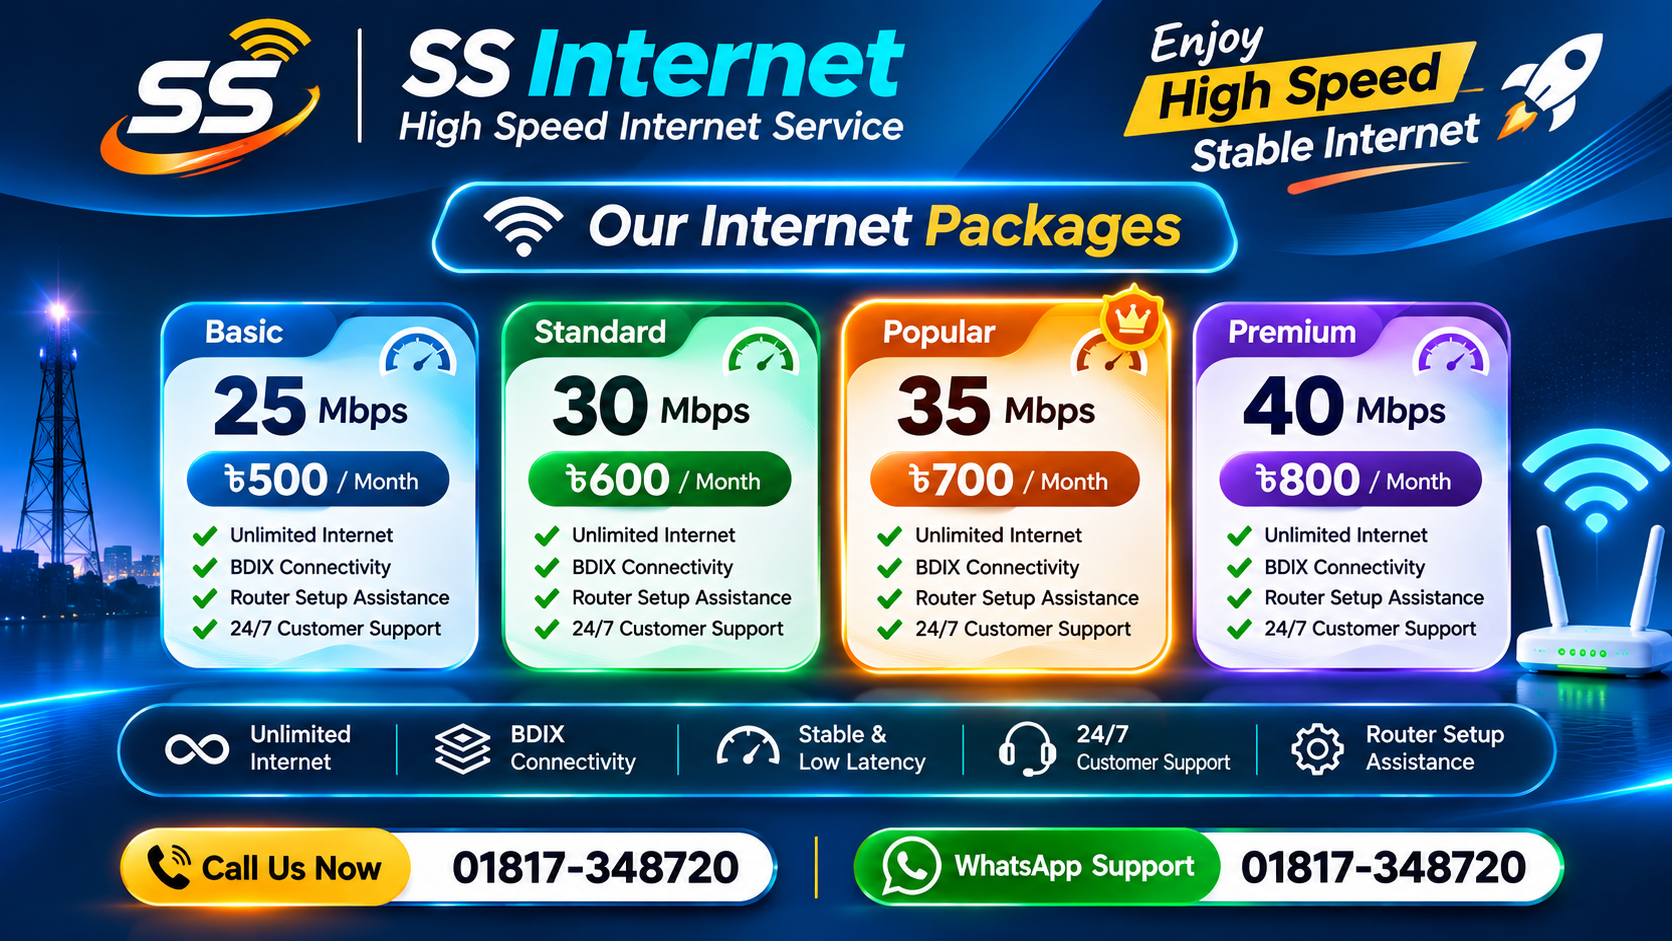 SS
SS Internet
High Speed Internet Service
Enjoy
High Speed
Stable Internet
Our Internet Packages
Basic
25 Mbps
৳500 / Month
Unlimited Internet
BDIX Connectivity
Router Setup Assistance
24/7 Customer Support
Standard
30 Mbps
৳600 / Month
Unlimited Internet
BDIX Connectivity
Router Setup Assistance
24/7 Customer Support
Popular
35 Mbps
৳700 / Month
Unlimited Internet
BDIX Connectivity
Router Setup Assistance
24/7 Customer Support
Premium
40 Mbps
৳800 / Month
Unlimited Internet
BDIX Connectivity
Router Setup Assistance
24/7 Customer Support
Unlimited
Internet
BDIX
Connectivity
Stable &
Low Latency
24/7
Customer Support
Router Setup
Assistance
Call Us Now
01817-348720
WhatsApp Support
01817-348720